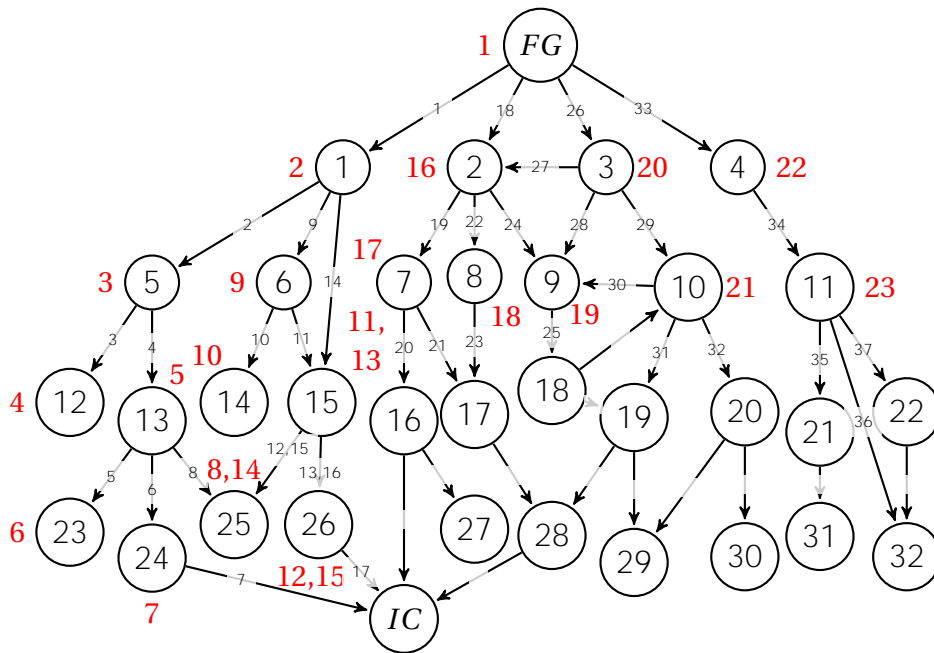 1 FG
1 18 26 33
2 1 16 2 27 3 20 4 22
2 9 19 22 24 28 29 34
17
3 5 9 6 14 7 8 9 30 10 21 11 23
11, 18 19
3 4 10 11 20 21 23 25 31 32 35 37
10 13
5
4 12 13 14 15 16 17 18 19 20 21 22
36
12,15
8,14
5 6 8 13,16
6 23 24 25 26 27 28 29 30 31 32
7 12,15 17
7 IC